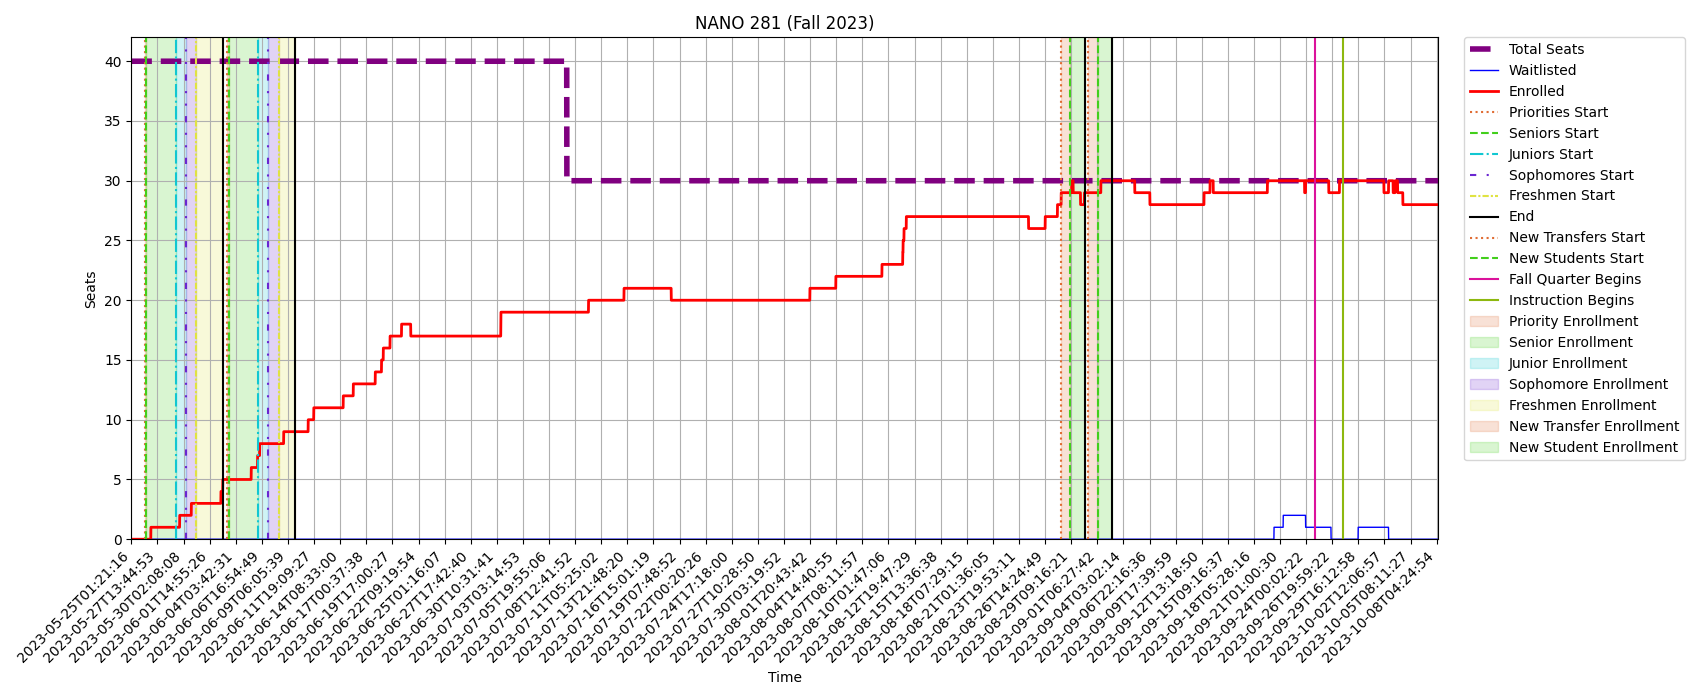 NANO 281 (Fall 2023)
Seats
40
35
30
25
20
15
10
5
0
2023-05-25T01:21:16
2023-05-27T13:44:53
2023-05-30T02:08:08
2023-06-01T14:55:26
2023-06-04T03:42:31
2023-06-06T16:54:49
2023-06-09T06:05:39
2023-06-11T19:09:27
2023-06-14T08:33:00
2023-06-17T00:37:38
2023-06-19T17:00:27
2023-06-22T09:19:54
2023-06-25T01:16:07
2023-06-27T17:42:40
2023-06-30T10:31:41
2023-07-03T03:14:53
2023-07-05T19:55:06
2023-07-08T12:41:52
2023-07-11T05:25:02
2023-07-13T21:48:20
2023-07-16T15:01:19
2023-07-19T07:48:52
2023-07-22T00:20:26
2023-07-24T17:18:00
2023-07-27T10:28:50
2023-07-30T03:19:52
2023-08-01T20:43:42
2023-08-04T14:40:55
2023-08-07T08:11:57
2023-08-10T01:47:06
2023-08-12T19:47:29
2023-08-15T13:36:38
2023-08-18T07:29:15
2023-08-21T01:36:05
2023-08-23T19:53:11
2023-08-26T14:24:49
2023-08-29T09:16:21
2023-09-01T06:27:42
2023-09-04T03:02:14
2023-09-06T22:16:36
2023-09-09T17:39:59
2023-09-12T13:18:50
2023-09-15T09:16:37
2023-09-18T05:28:16
2023-09-21T01:00:30
2023-09-24T00:02:22
2023-09-26T19:59:22
2023-09-29T16:12:58
2023-10-02T12:06:57
2023-10-05T08:11:27
2023-10-08T04:24:54
Time
Total Seats
Waitlisted
Enrolled
Priorities Start
Seniors Start
Juniors Start
Sophomores Start
Freshmen Start
End
New Transfers Start
New Students Start
Fall Quarter Begins
Instruction Begins
Priority Enrollment
Senior Enrollment
Junior Enrollment
Sophomore Enrollment
Freshmen Enrollment
New Transfer Enrollment
New Student Enrollment